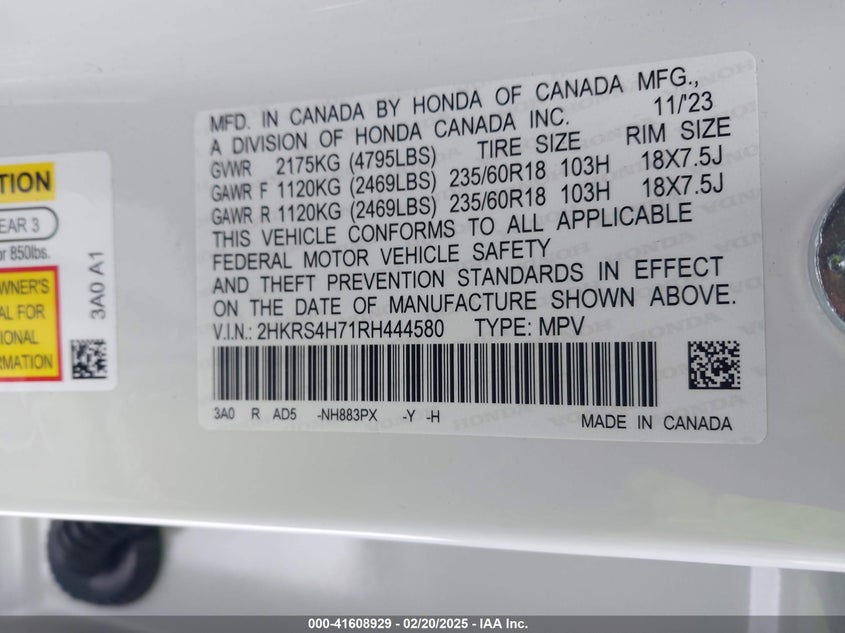 MFD. IN CANADA BY HONDA OF CANADA MFG.,
A DIVISION OF HONDA CANADA INC. 11/'23
TIRE SIZE RIM SIZE
GVWR 2175KG (4795LBS)
GAWR F 1120KG (2469LBS) 235/60R18 103H 18X7.5J
GAWR R 1120KG (2469LBS) 235/60R18 103H 18X7.5J
THIS VEHICLE CONFORMS TO ALL APPLICABLE
FEDERAL MOTOR VEHICLE SAFETY
AND THEFT PREVENTION STANDARDS IN EFFECT
ON THE DATE OF MANUFACTURE SHOWN ABOVE.
V.I.N.: 2HKRS4H71RH444580 TYPE: MPV
3A0 R AD5 -NH883PX -Y -H MADE IN CANADA
TION
EAR 3
or 850lbs.
WNER'S
AL FOR
IONAL
RMATION
3A0 A1
000-41608929 - 02/20/2025 - IAA Inc.